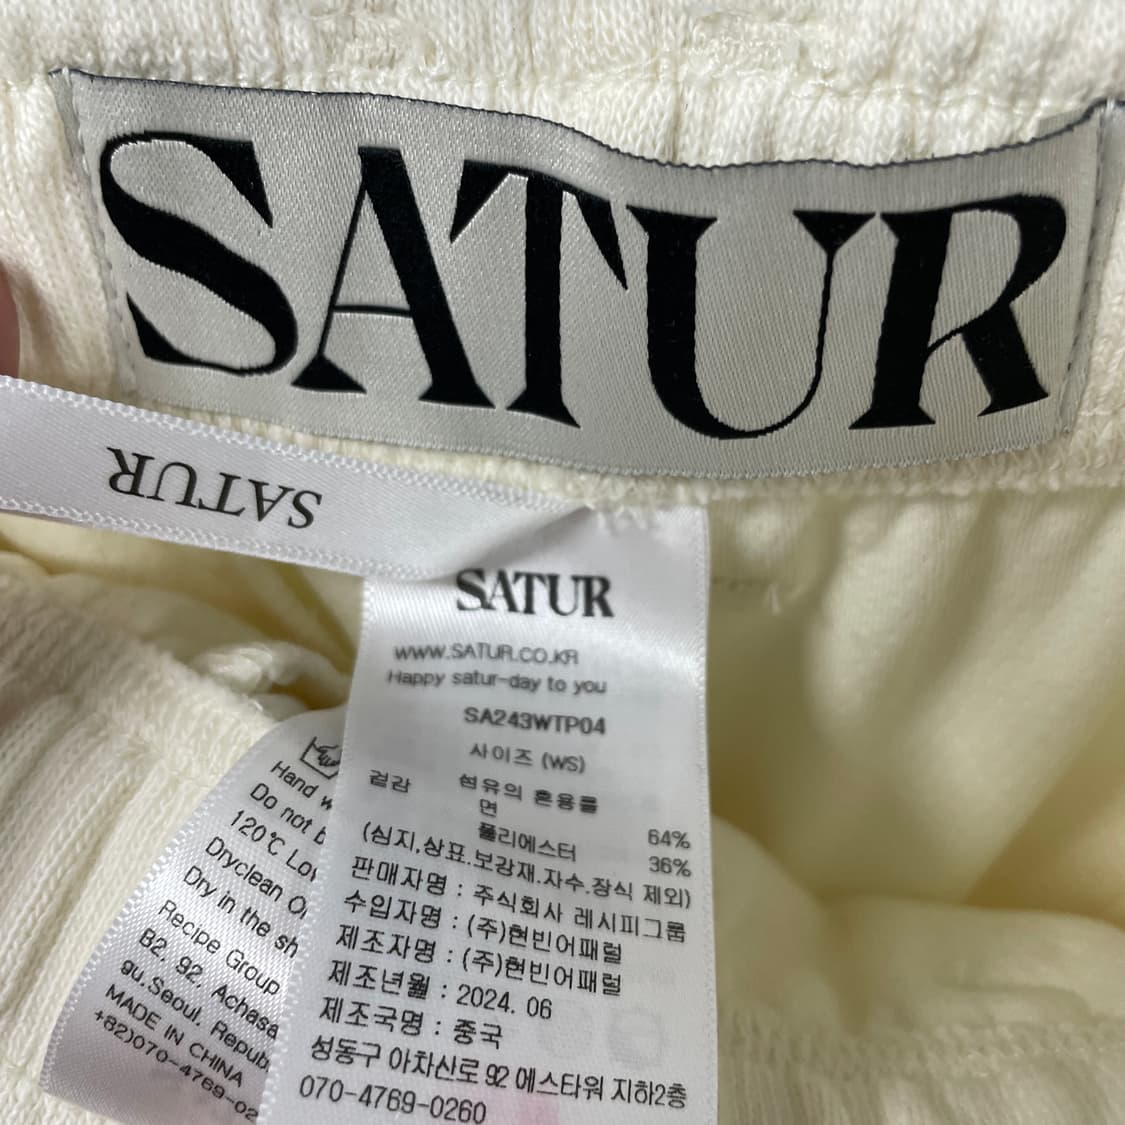 SATUR
SATUR
SATUR
WWW.SATUR.CO.KR
Happy satur-day to you
SA243WTP04
사이즈 (WS)
겉감 섬유의 혼용률
면 64%
폴리에스터 36%
(심지,상표.보강재.자수.장식 제외)
판매자명 : 주식회사 레시피그룹
수입자명 : (주)현빈어패럴
제조자명 : (주)현빈어패럴
제조년월 : 2024. 06
제조국명 : 중국
성동구 아차산로 92 에스타워 지하2층
070-4769-0260
Hand
Do not
120℃
Dryclean
Dry in the
Recipe Group
B2, 92, Achasa
gu,Seoul, Repub
MADE IN CHINA
+82)070-4769-02